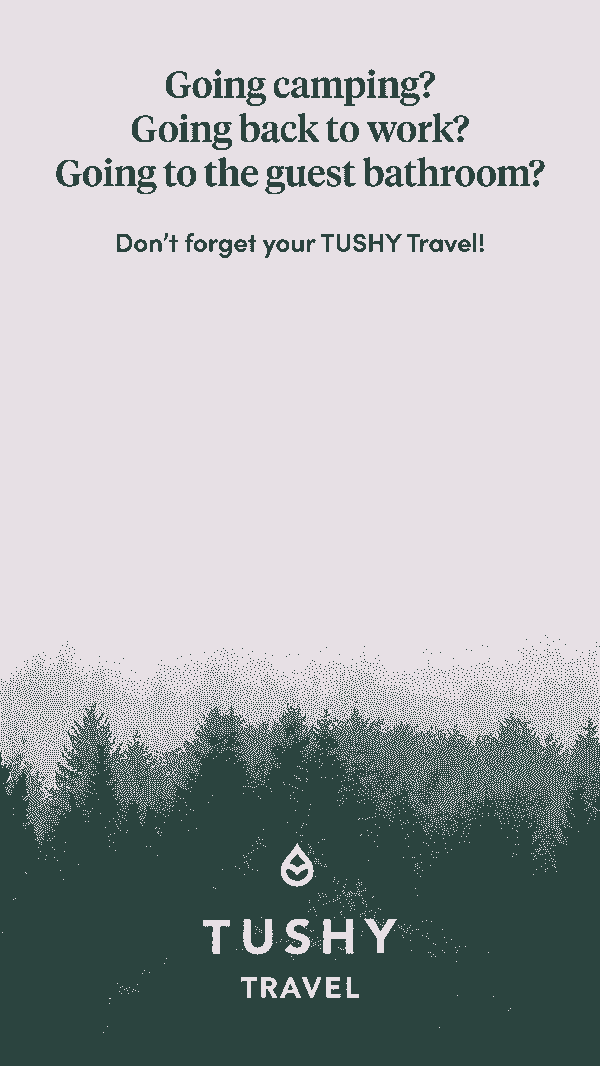 Going camping?
Going back to work?
Going to the guest bathroom?
Don't forget your TUSHY Travel!
TUSHY
TRAVEL